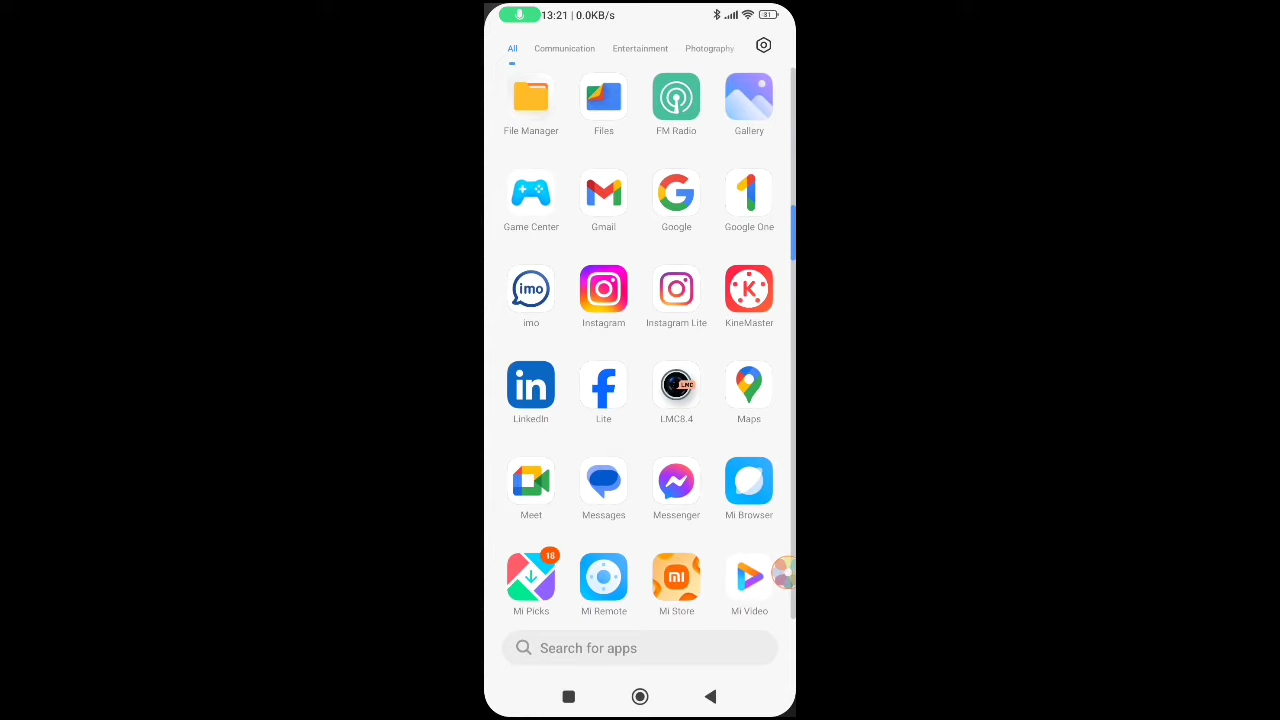 13:21 | 0.0KB/s 31
All Communication Entertainment Photography
File Manager Files FM Radio Gallery
Game Center Gmail Google Google One
imo
imo Instagram Instagram Lite KineMaster
in LMC
LinkedIn Lite LMC8.4 Maps
Meet Messages Messenger Mi Browser
18
Mi Picks Mi Remote Mi Store Mi Video
Search for apps